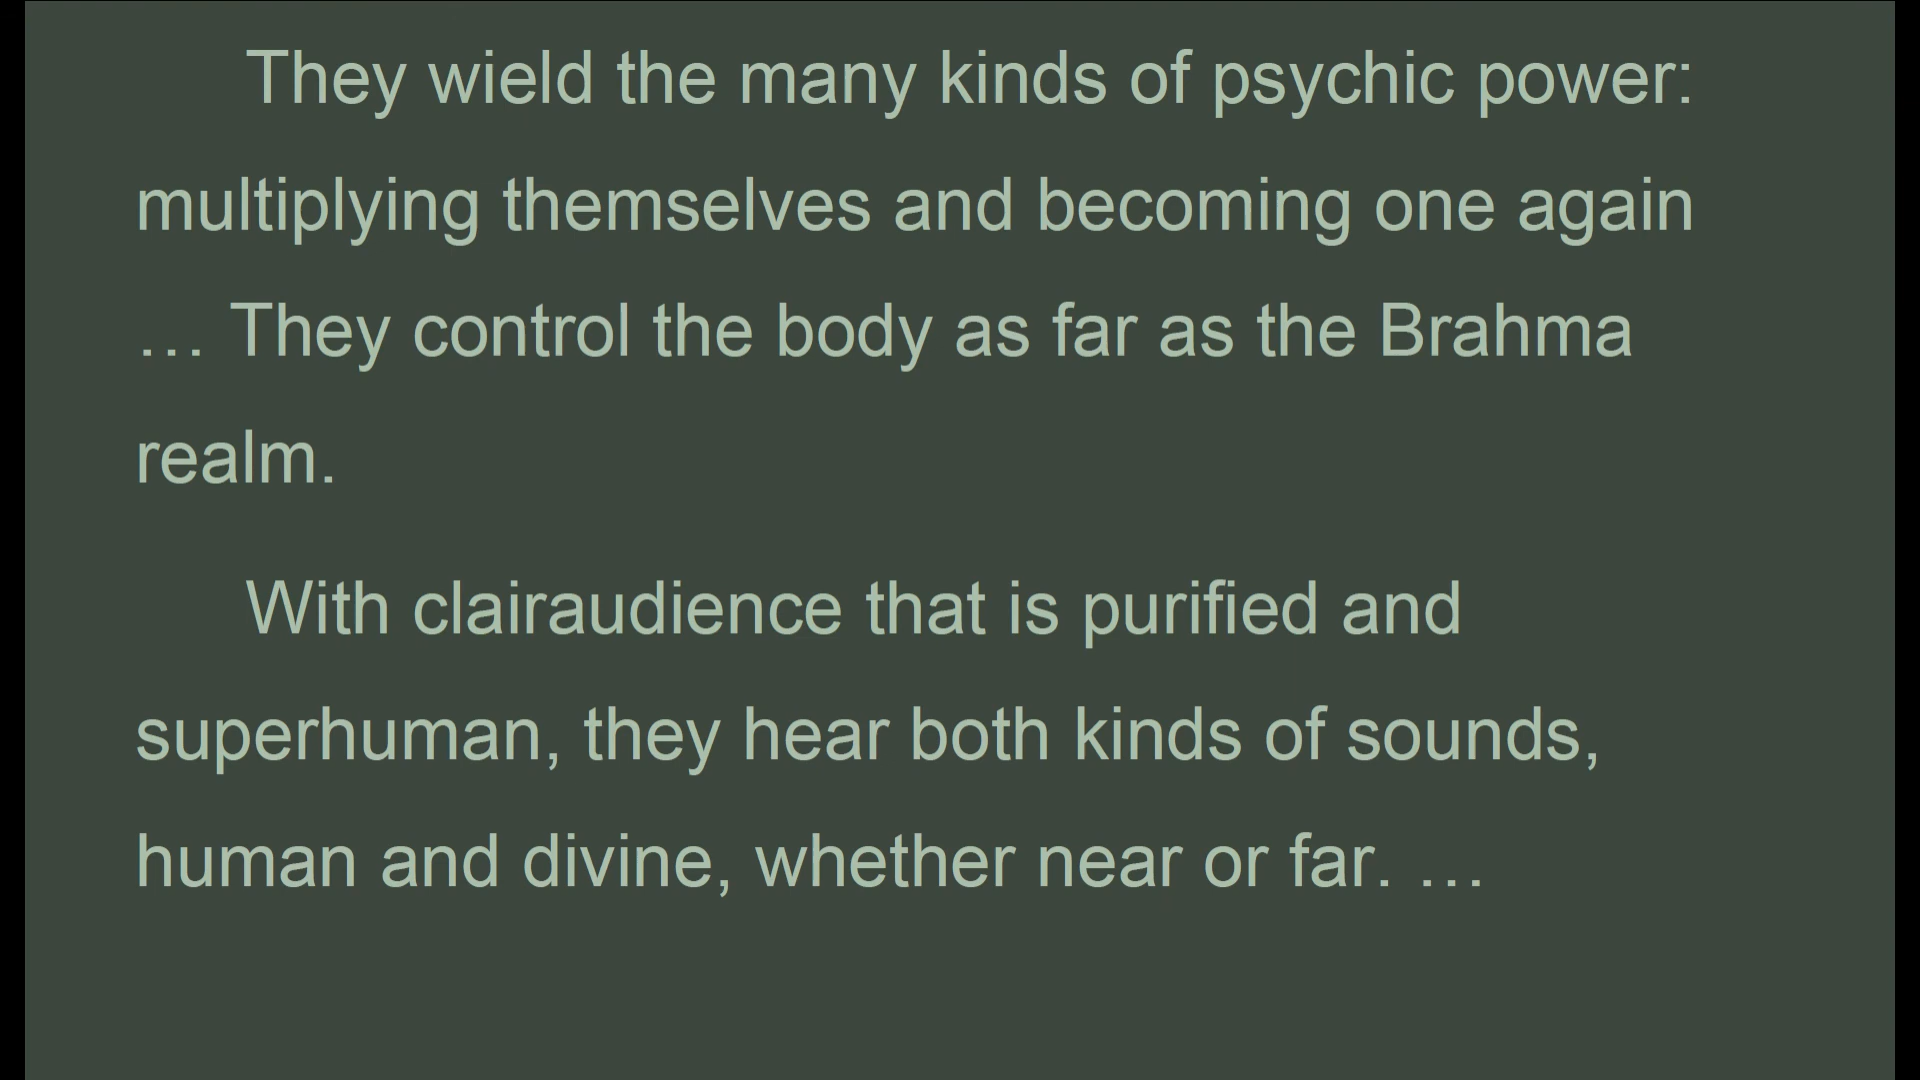 They wield the many kinds of psychic power:
multiplying themselves and becoming one again
… They control the body as far as the Brahma
realm.
With clairaudience that is purified and
superhuman, they hear both kinds of sounds,
human and divine, whether near or far. …